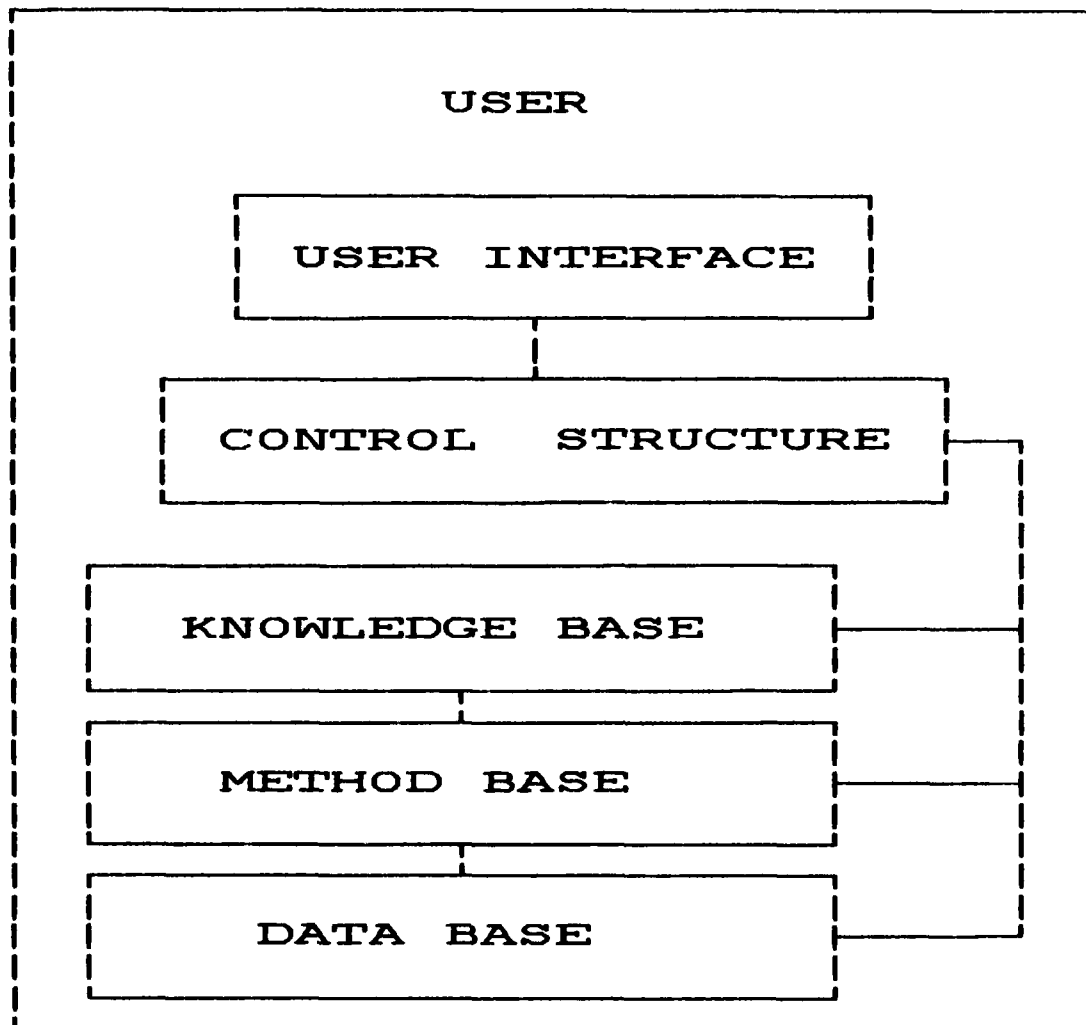 USER
USER INTERFACE
CONTROL STRUCTURE
KNOWLEDGE BASE
METHOD BASE
DATA BASE